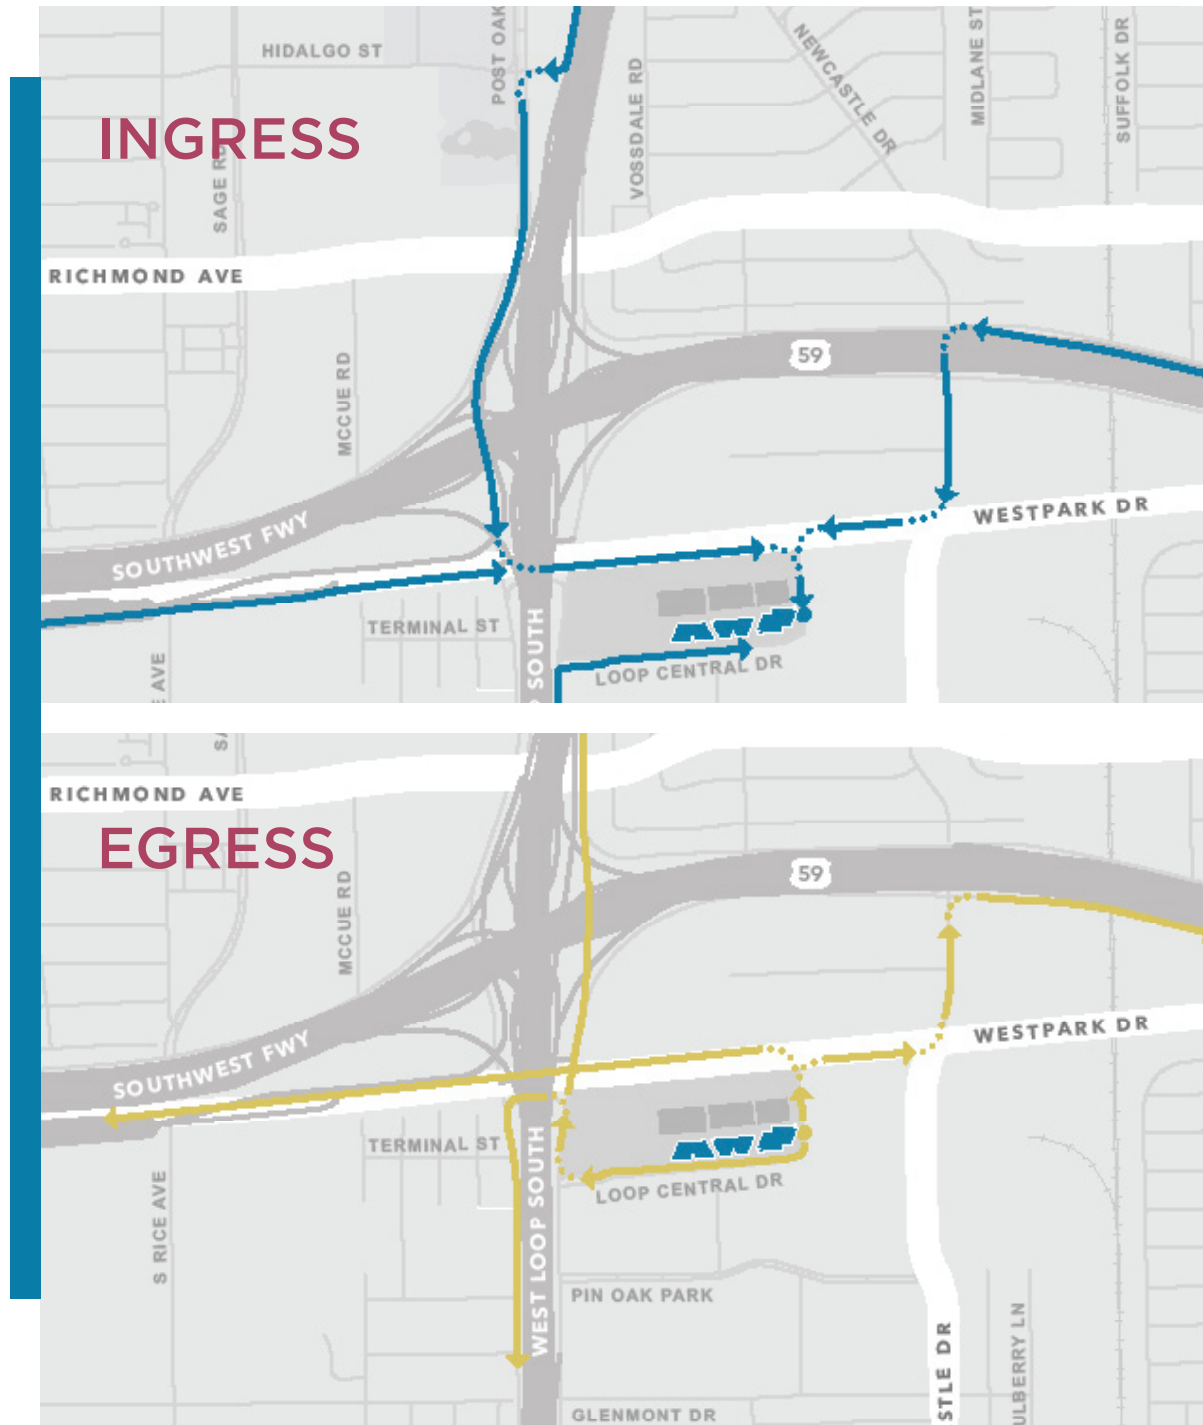 HIDALGO ST
POST OAK
INGRESS
SAGE RD
VOSSDALE RD
NEWCASTLE DR
MIDLANE ST
SUFFOLK DR
RICHMOND AVE
MCCUE RD
59
SOUTHWEST FWY
WESTPARK DR
TERMINAL ST
SOUTH
LOOP CENTRAL DR
AVE
RICHMOND AVE
EGRESS
MCCUE RD
59
SOUTHWEST FWY
WESTPARK DR
TERMINAL ST
S RICE AVE
WEST LOOP SOUTH
LOOP CENTRAL DR
PIN OAK PARK
STLE DR
ULBERRY LN
GLENMONT DR